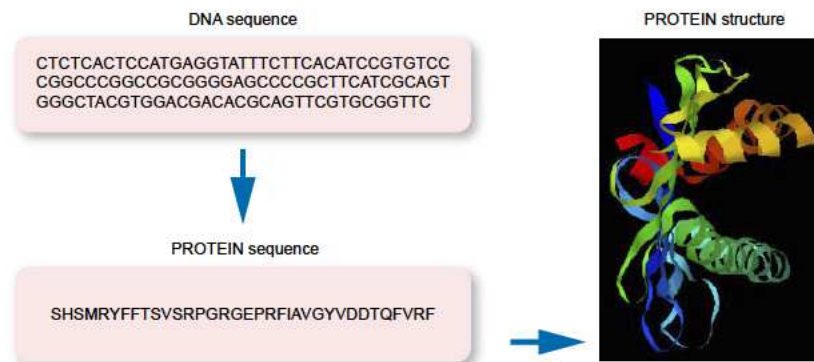 DNA sequence
CTCTCACTCCATGAGGTATTTCTTCACATCCGTGTCC
CGGCCCGGCCGCGGGGAGCCCCGCTTCATCGCAGT
GGGCTACGTGGACGACACGCAGTTCGTGCGGTTC
PROTEIN sequence
SHSMRYFFTSVSRPGRGEPRFIAVGYVDDTQFVRF
PROTEIN structure